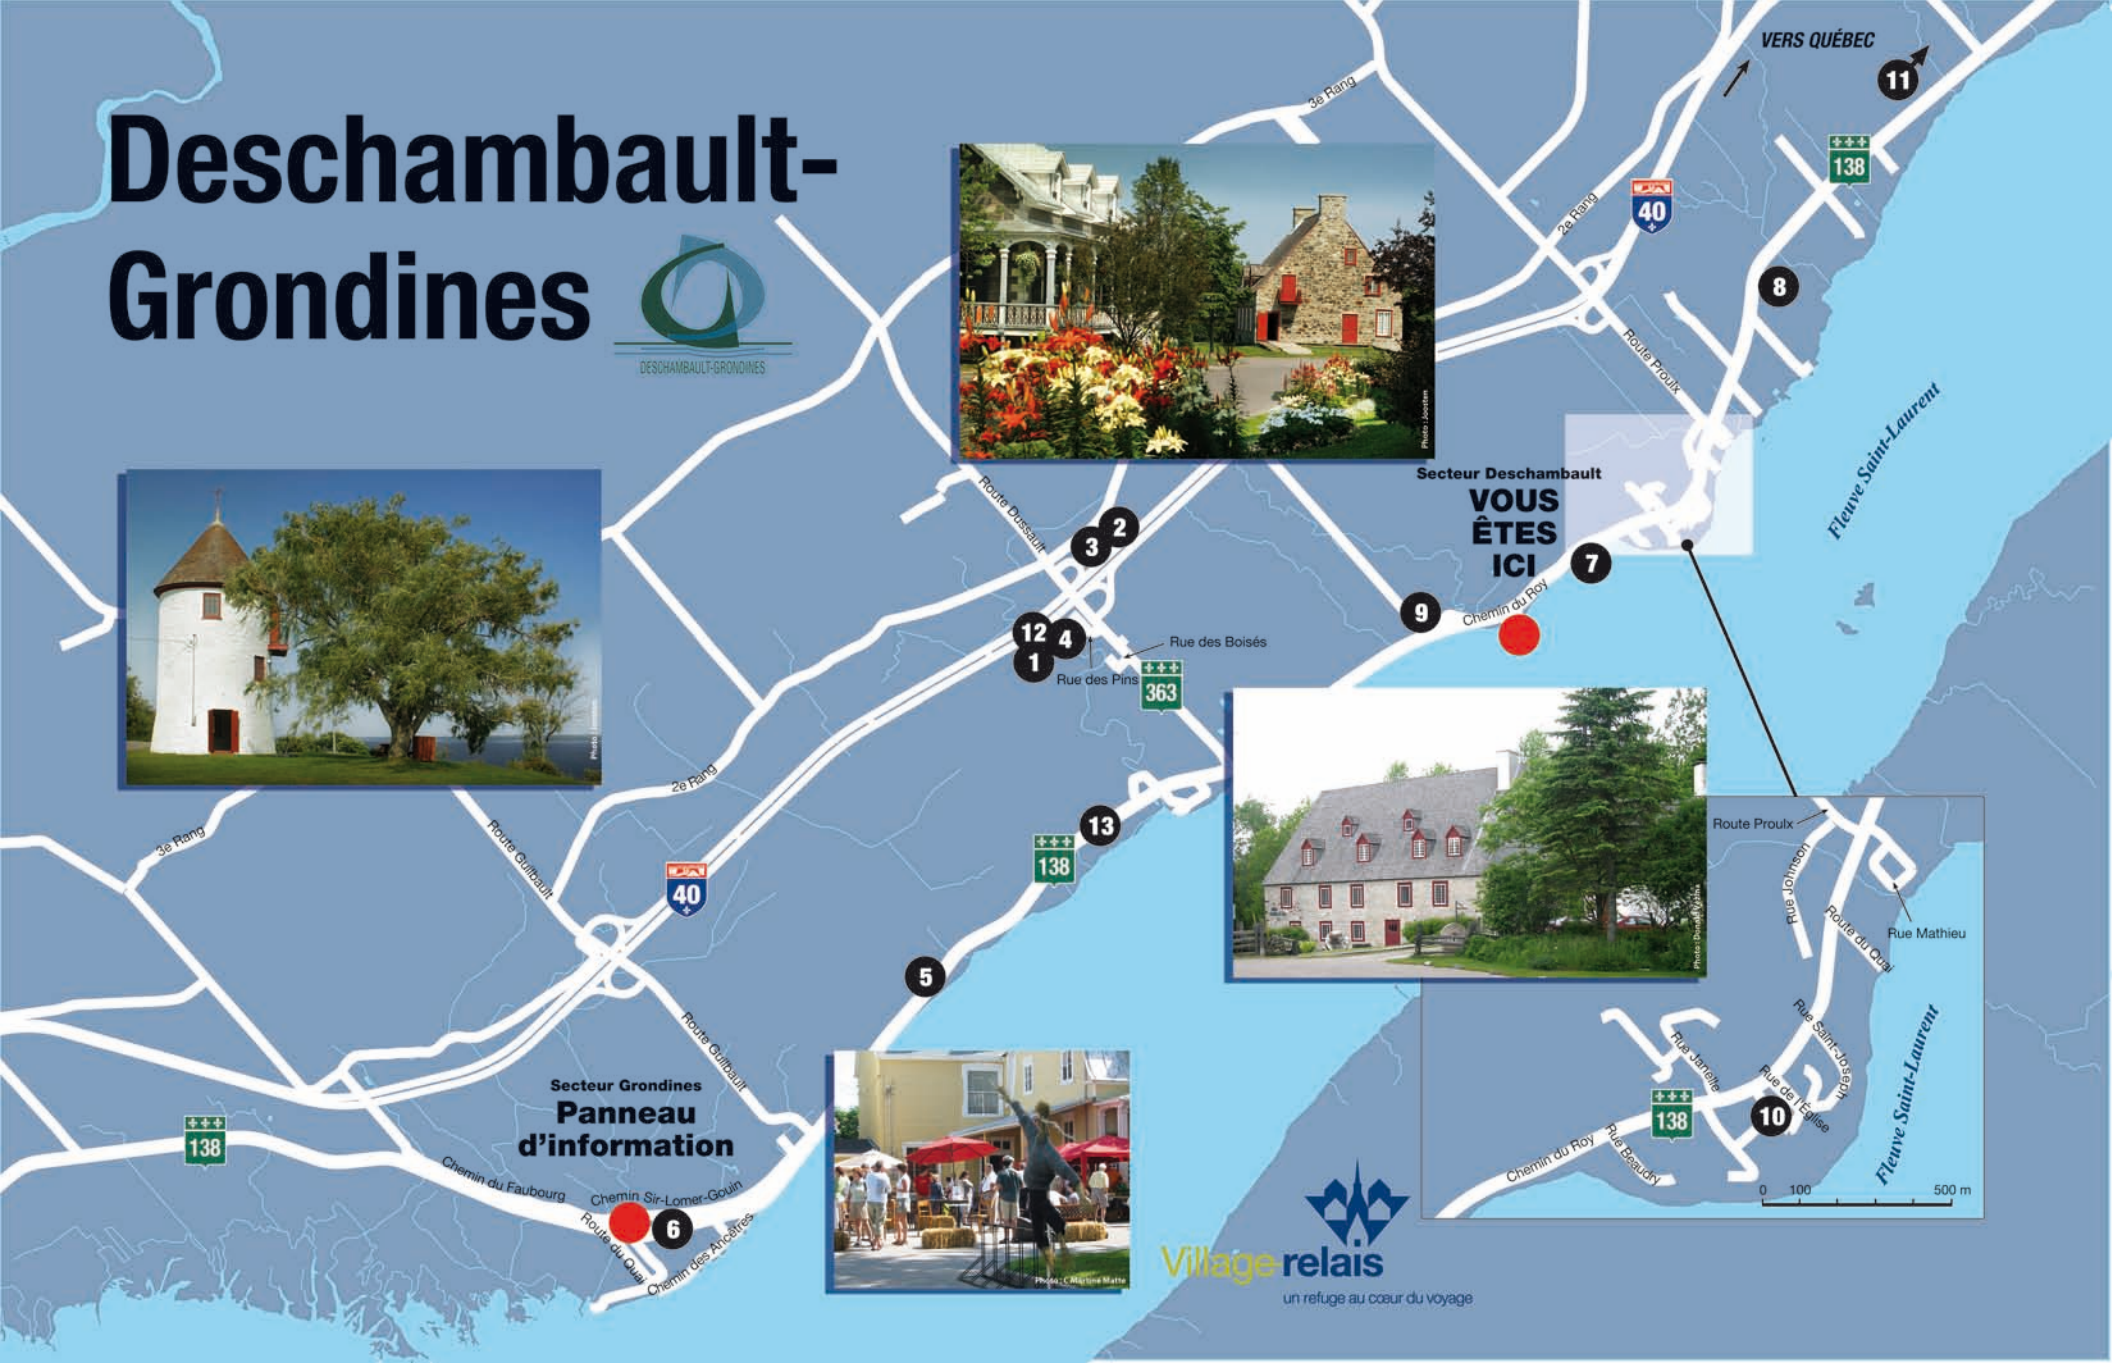 Deschambault-
Grondines
DESCHAMBAULT-GRONDINES
VERS QUÉBEC
11
138
3e Rang
2e Rang
40
8
Route Proulx
Photo : Joosten
Fleuve Saint-Laurent
Secteur Deschambault
VOUS
ÊTES
ICI
7
Chemin du Roy
9
Route Dussault
2
3
12
4
1
Rue des Boisés
Rue des Pins
363
2e Rang
3e Rang
Route Guilbault
40
13
138
5
Route Guilbault
Route Proulx
Rue Johnson
Route du Quai
Rue Mathieu
Rue Saint-Joseph
Rue Janelle
Rue de l'Église
138
10
Chemin du Roy
Rue Beaudry
Fleuve Saint-Laurent
0 100 500 m
Secteur Grondines
Panneau
d'information
138
Chemin du Faubourg
Chemin Sir-Lomer-Gouin
6
Route du Quai
Chemin des Ancêtres
Photo : C Martine Matte
Village-relais
un refuge au cœur du voyage